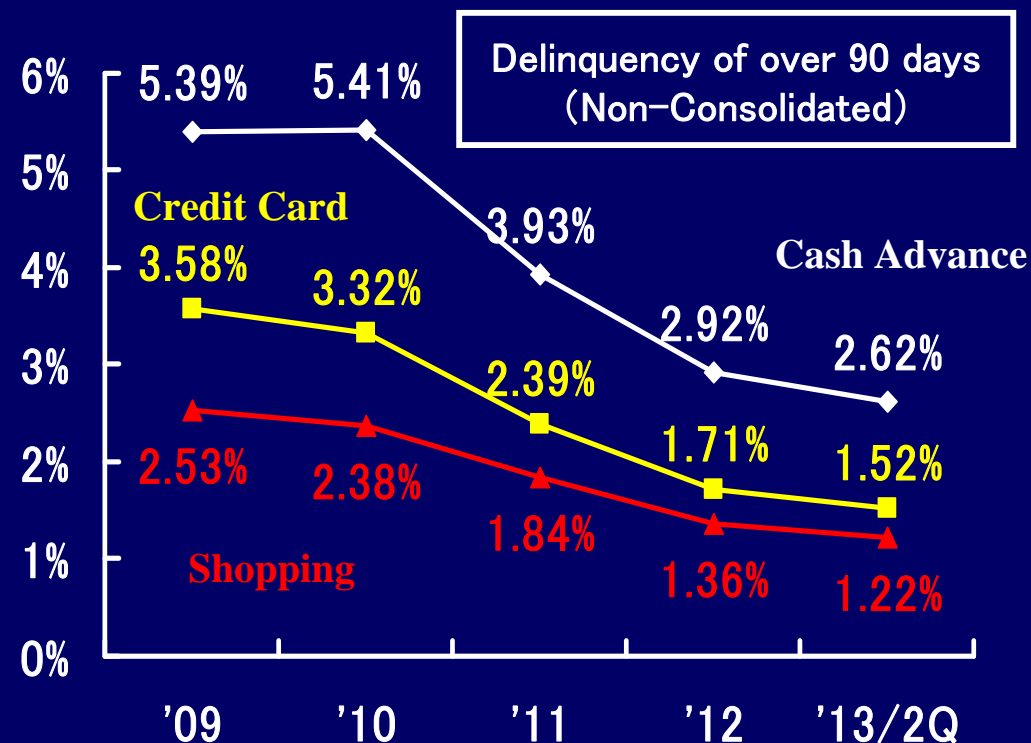 Delinquency of over 90 days
(Non-Consolidated)
6%
5%
4%
3%
2%
1%
0%
5.39% 5.41% 3.93% 2.92% 2.62%
Cash Advance
Credit Card
3.58% 3.32% 2.39% 1.71% 1.52%
2.53% 2.38% 1.84% 1.36% 1.22%
Shopping
'09 '10 '11 '12 '13/2Q